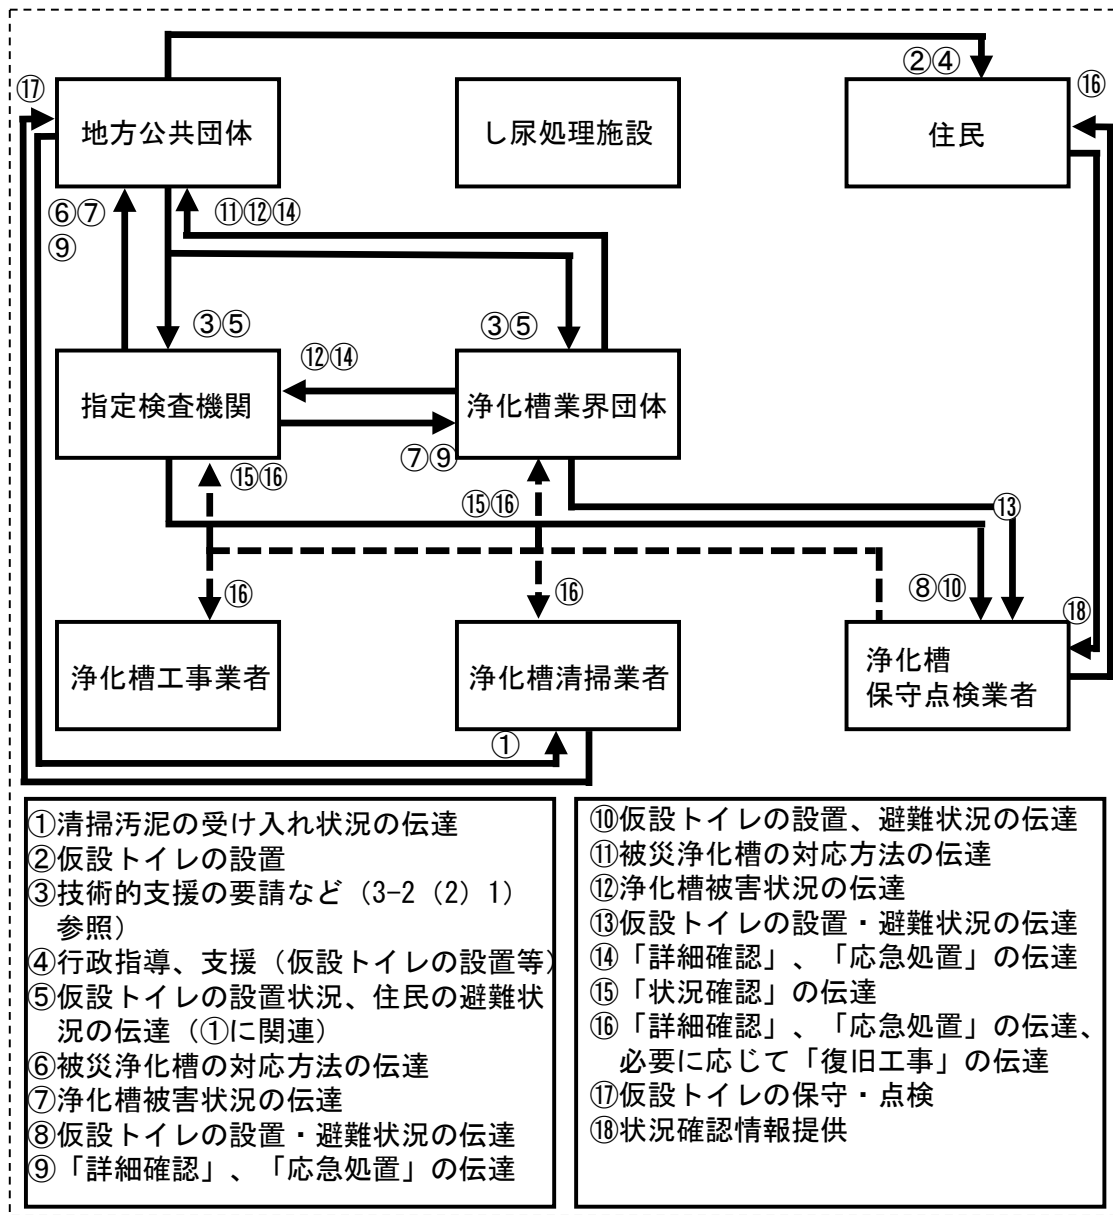 ②④
⑰
⑯
地方公共団体
し尿処理施設
住民
⑥⑦
⑨
⑪⑫⑭
③⑤
③⑤
⑫⑭
指定検査機関
浄化槽業界団体
⑦⑨
⑮⑯
⑮⑯
⑬
⑯
⑯
⑧⑩
⑱
浄化槽工事業者
浄化槽清掃業者
浄化槽
保守点検業者
①
①清掃汚泥の受け入れ状況の伝達
②仮設トイレの設置
③技術的支援の要請など（3-2（2）1）
参照）
④行政指導、支援（仮設トイレの設置等）
⑤仮設トイレの設置状況、住民の避難状
況の伝達（①に関連）
⑥被災浄化槽の対応方法の伝達
⑦浄化槽被害状況の伝達
⑧仮設トイレの設置・避難状況の伝達
⑨「詳細確認」、「応急処置」の伝達
⑩仮設トイレの設置、避難状況の伝達
⑪被災浄化槽の対応方法の伝達
⑫浄化槽被害状況の伝達
⑬仮設トイレの設置・避難状況の伝達
⑭「詳細確認」、「応急処置」の伝達
⑮「状況確認」の伝達
⑯「詳細確認」、「応急処置」の伝達、
必要に応じて「復旧工事」の伝達
⑰仮設トイレの保守・点検
⑱状況確認情報提供